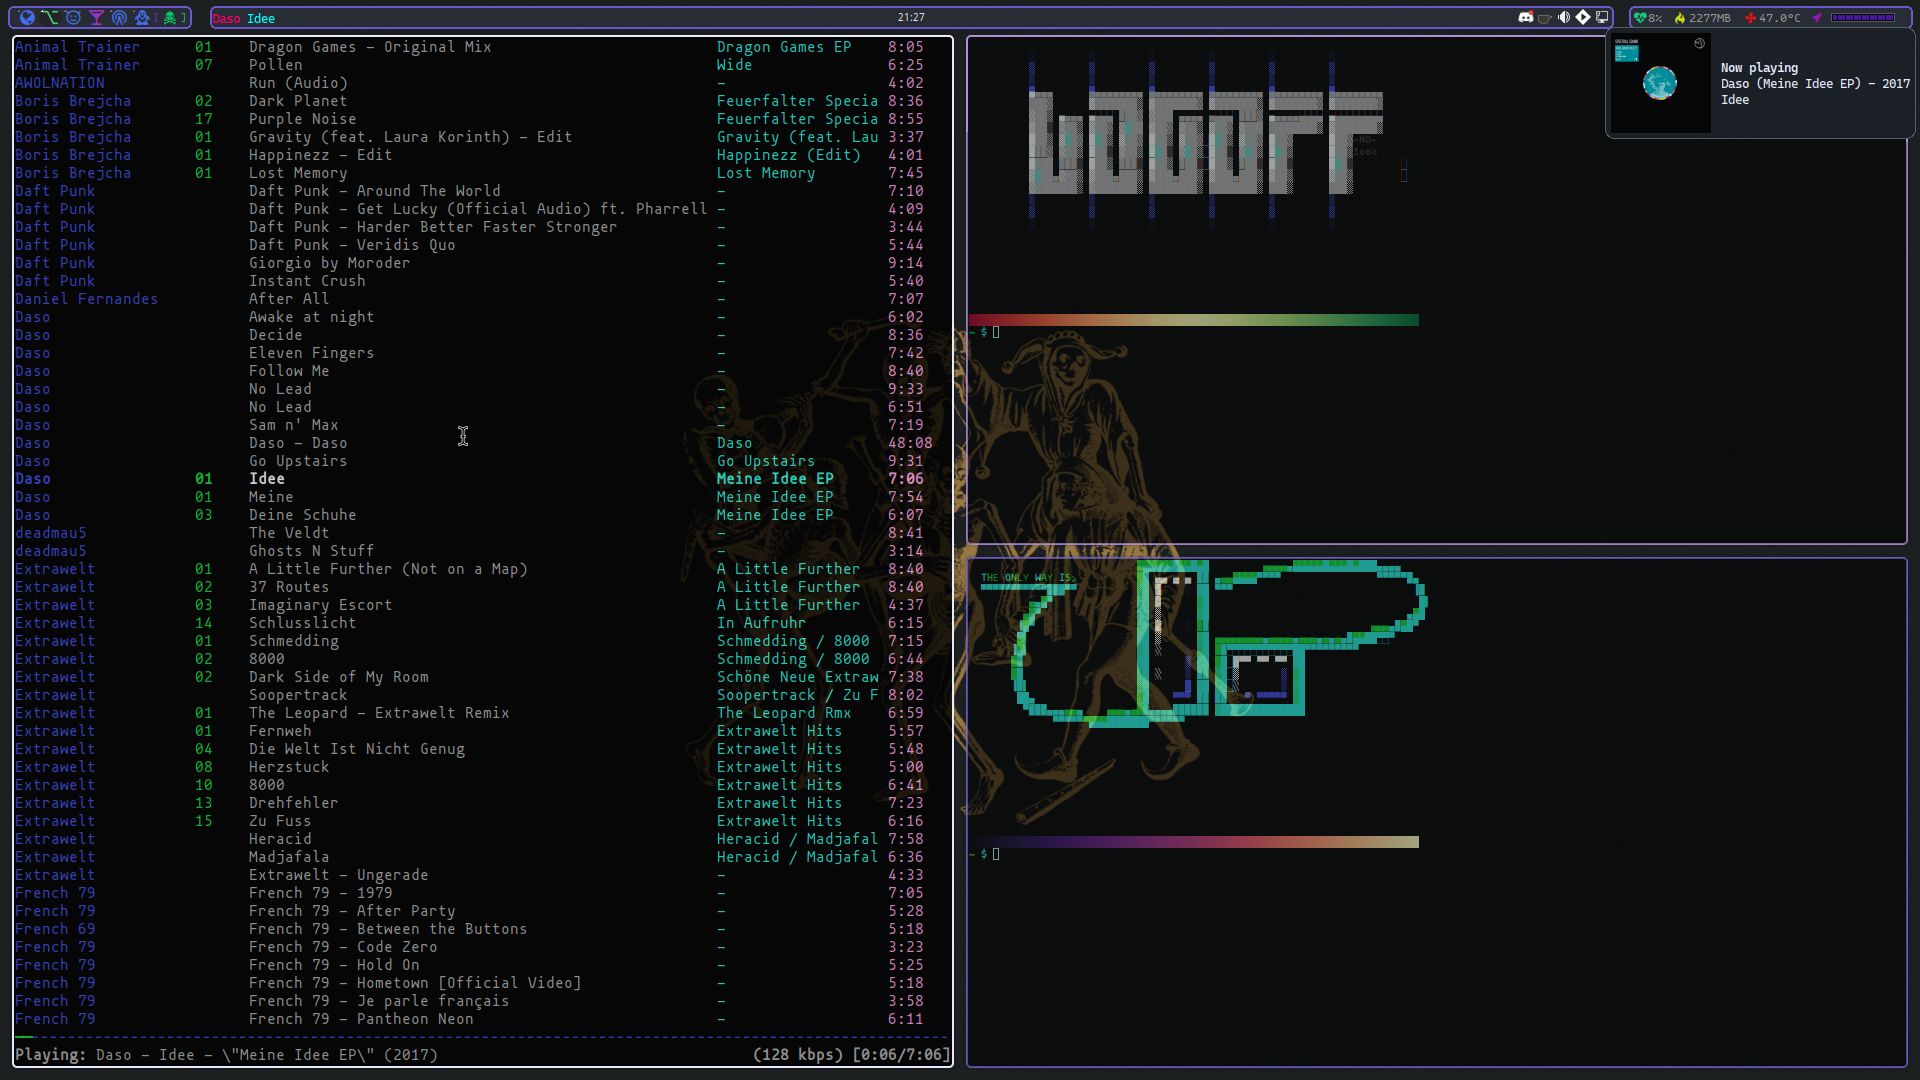 Daso Idee
21:27
8%
2277MB
47.0°C
Now playing
Daso (Meine Idee EP) – 2017
Idee
Animal Trainer 01 Dragon Games – Original Mix Dragon Games EP 8:05
Animal Trainer 07 Pollen Wide 6:25
AWOLNATION Run (Audio) – 4:02
Boris Brejcha 02 Dark Planet Feuerfalter Specia 8:36
Boris Brejcha 17 Purple Noise Feuerfalter Specia 8:55
Boris Brejcha 01 Gravity (feat. Laura Korinth) – Edit Gravity (feat. Lau 3:37
Boris Brejcha 01 Happinezz – Edit Happinezz (Edit) 4:01
Boris Brejcha 01 Lost Memory Lost Memory 7:45
Daft Punk Daft Punk – Around The World – 7:10
Daft Punk Daft Punk – Get Lucky (Official Audio) ft. Pharrell – 4:09
Daft Punk Daft Punk – Harder Better Faster Stronger – 3:44
Daft Punk Daft Punk – Veridis Quo – 5:44
Daft Punk Giorgio by Moroder – 9:14
Daft Punk Instant Crush – 5:40
Daniel Fernandes After All – 7:07
Daso Awake at night – 6:02
Daso Decide – 8:36
Daso Eleven Fingers – 7:42
Daso Follow Me – 8:40
Daso No Lead – 9:33
Daso No Lead – 6:51
Daso Sam n' Max – 7:19
Daso Daso – Daso Daso 48:08
Daso Go Upstairs Go Upstairs 9:31
Daso 01 Idee Meine Idee EP 7:06
Daso 01 Meine Meine Idee EP 7:54
Daso 03 Deine Schuhe Meine Idee EP 6:07
deadmau5 The Veldt – 8:41
deadmau5 Ghosts N Stuff – 3:14
Extrawelt 01 A Little Further (Not on a Map) A Little Further 8:40
Extrawelt 02 37 Routes A Little Further 8:40
Extrawelt 03 Imaginary Escort A Little Further 4:37
Extrawelt 14 Schlusslicht In Aufruhr 6:15
Extrawelt 01 Schmedding Schmedding / 8000 7:15
Extrawelt 02 8000 Schmedding / 8000 6:44
Extrawelt 02 Dark Side of My Room Schöne Neue Extraw 7:38
Extrawelt Soopertrack Soopertrack / Zu F 8:02
Extrawelt 01 The Leopard – Extrawelt Remix The Leopard Rmx 6:59
Extrawelt 01 Fernweh Extrawelt Hits 5:57
Extrawelt 04 Die Welt Ist Nicht Genug Extrawelt Hits 5:48
Extrawelt 08 Herzstuck Extrawelt Hits 5:00
Extrawelt 10 8000 Extrawelt Hits 6:41
Extrawelt 13 Drehfehler Extrawelt Hits 7:23
Extrawelt 15 Zu Fuss Extrawelt Hits 6:16
Extrawelt Heracid Heracid / Madjafal 7:58
Extrawelt Madjafala Heracid / Madjafal 6:36
Extrawelt Extrawelt – Ungerade – 4:33
French 79 French 79 – 1979 – 7:05
French 79 French 79 – After Party – 5:28
French 69 French 79 – Between the Buttons – 5:18
French 79 French 79 – Code Zero – 3:23
French 79 French 79 – Hold On – 5:25
French 79 French 79 – Hometown [Official Video] – 5:18
French 79 French 79 – Je parle français – 3:58
French 79 French 79 – Pantheon Neon – 6:11
Playing: Daso – Idee – \"Meine Idee EP\" (2017) (128 kbps) [0:06/7:06]
~ $
THE ONLY WAY IS
UP
~ $